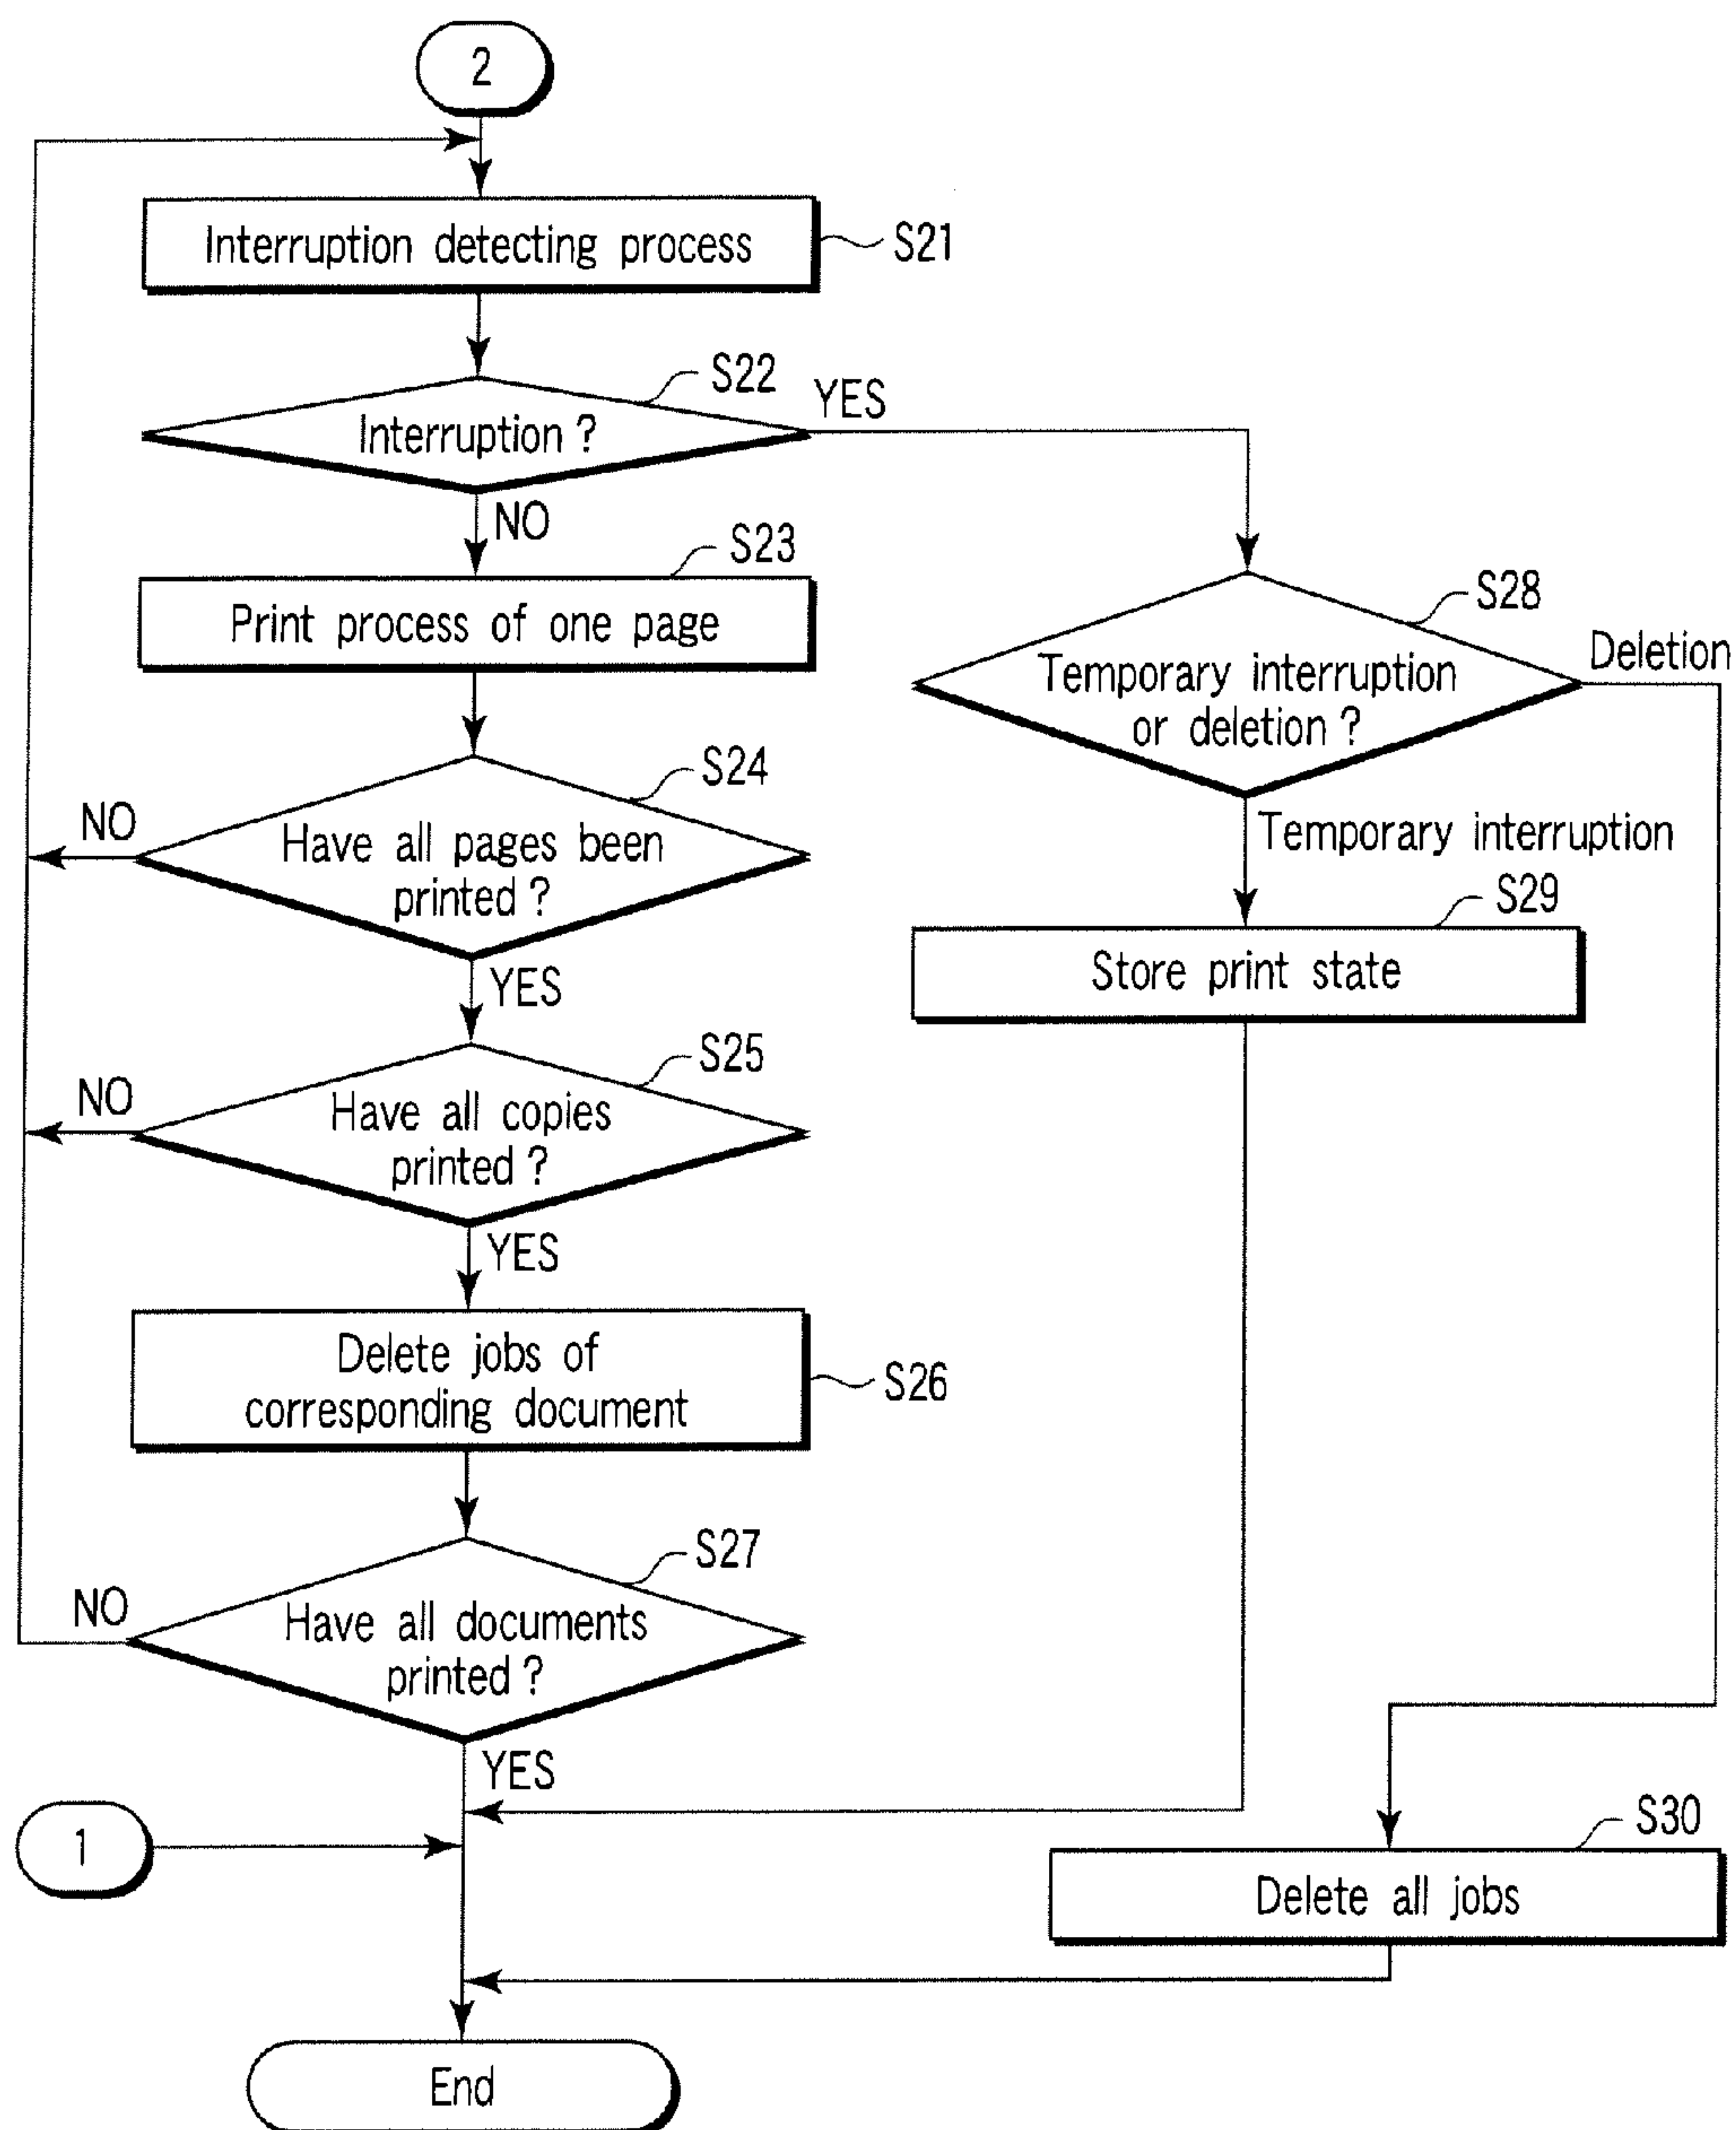 2
Interruption detecting process
S21
S22
Interruption ?
YES
NO
S23
Print process of one page
S28
Temporary interruption
or deletion ?
Deletion
S24
Have all pages been
printed ?
NO
YES
Temporary interruption
S29
Store print state
S25
Have all copies
printed ?
NO
YES
Delete jobs of
corresponding document
S26
S27
Have all documents
printed ?
NO
YES
1
S30
Delete all jobs
End